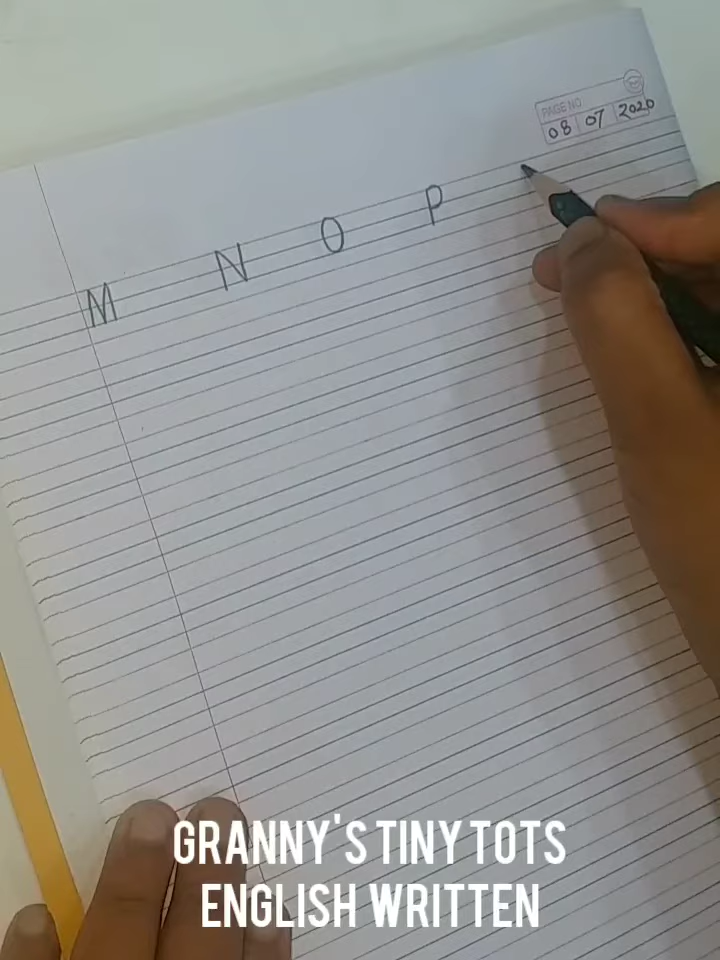 PAGE NO
08 07 2020
M N O P
GRANNY'S TINY TOTS
ENGLISH WRITTEN